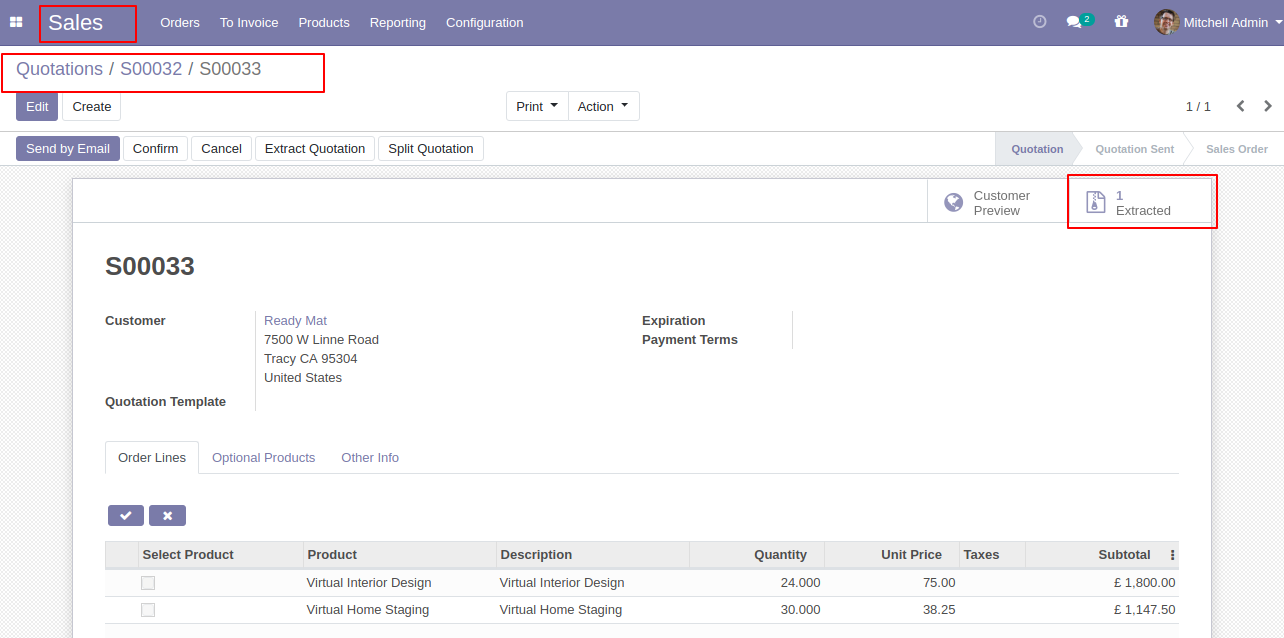 Sales Orders To Invoice Products Reporting Configuration 2 Mitchell Admin
Quotations / S00032 / S00033
Edit Create Print Action 1 / 1
Send by Email Confirm Cancel Extract Quotation Split Quotation Quotation Quotation Sent Sales Order
Customer Preview
1 Extracted
S00033
Customer Ready Mat
7500 W Linne Road
Tracy CA 95304
United States
Expiration
Payment Terms
Quotation Template
Order Lines Optional Products Other Info
Select Product Product Description Quantity Unit Price Taxes Subtotal
Virtual Interior Design Virtual Interior Design 24.000 75.00 £ 1,800.00
Virtual Home Staging Virtual Home Staging 30.000 38.25 £ 1,147.50